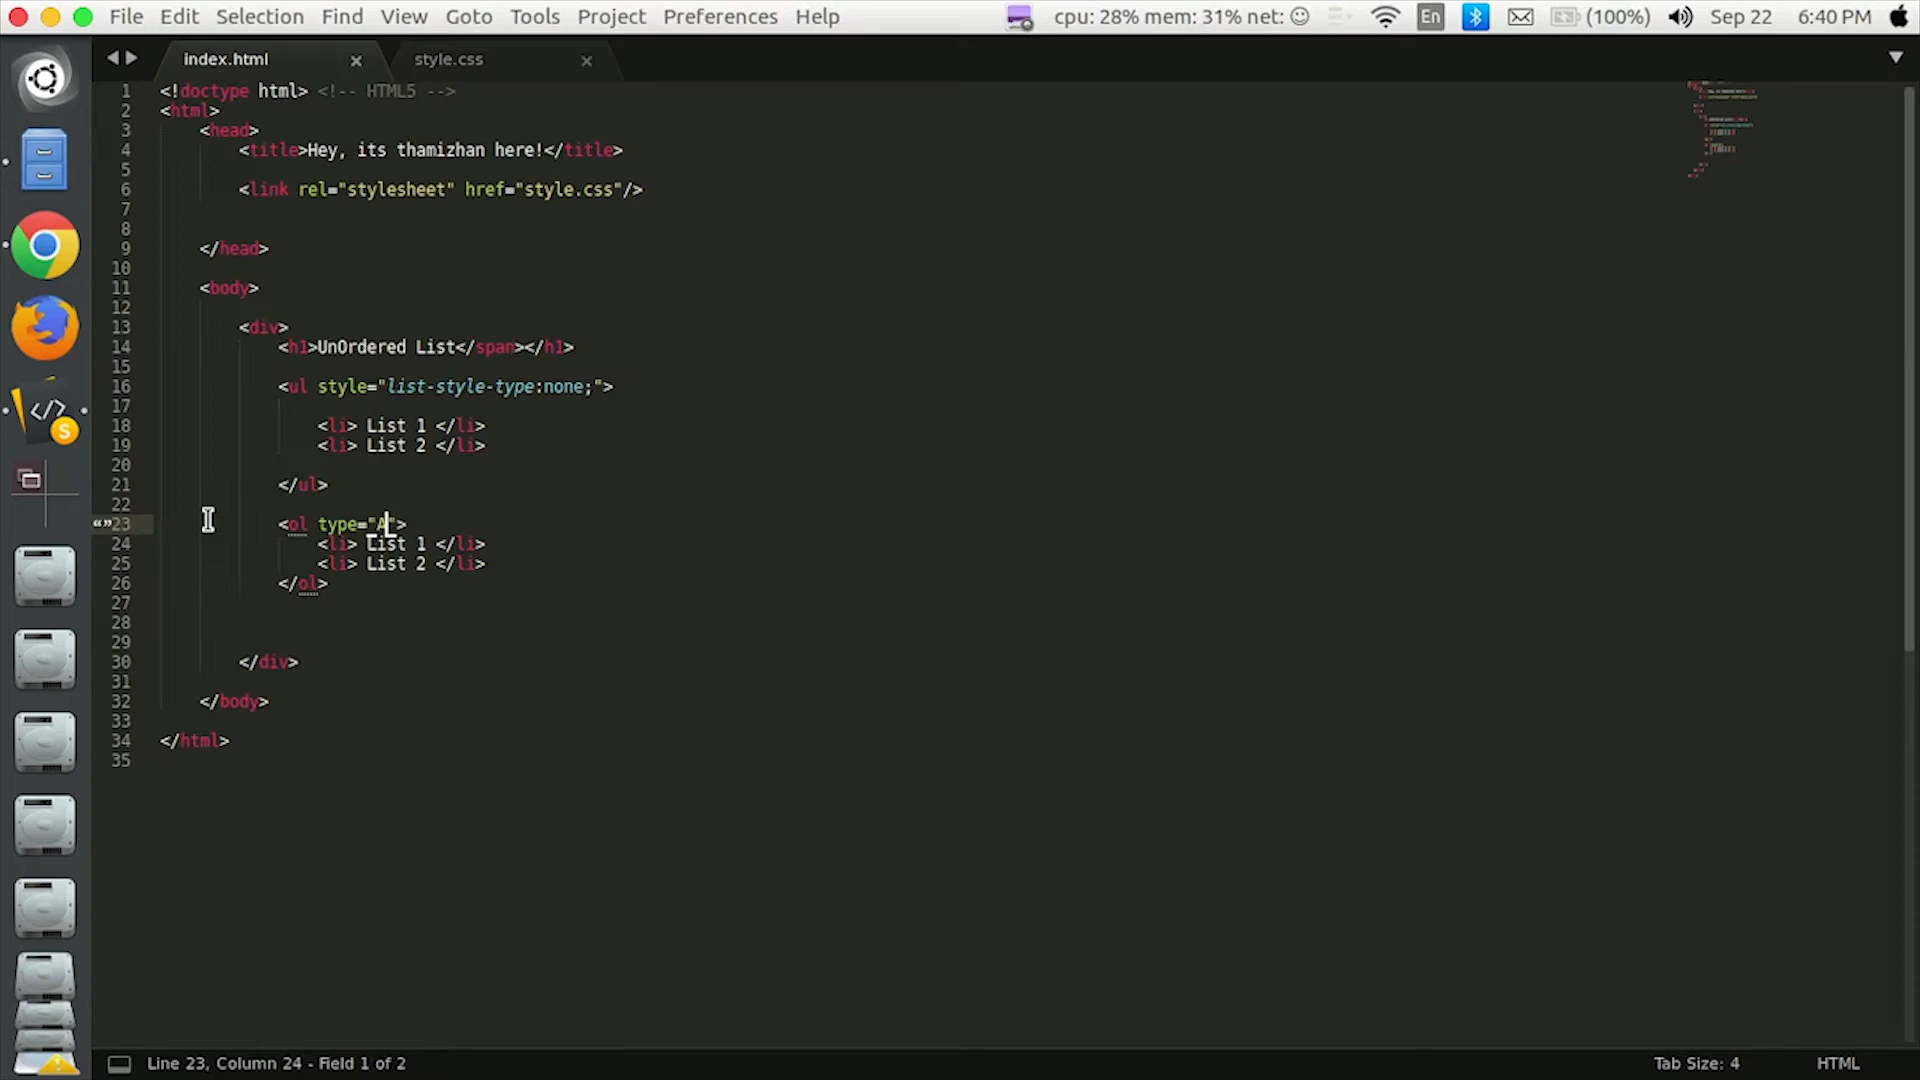 File Edit Selection Find View Goto Tools Project Preferences Help cpu: 28% mem: 31% net: En (100%) Sep 22 6:40 PM
index.html style.css
1 <!doctype html> <!-- HTML5 -->
2 <html>
3 <head>
4 <title>Hey, its thamizhan here!</title>
5
6 <link rel="stylesheet" href="style.css"/>
7
8
9 </head>
10
11 <body>
12
13 <div>
14 <h1>UnOrdered List</span></h1>
15
16 <ul style="list-style-type:none;">
17
18 <li> List 1 </li>
19 <li> List 2 </li>
20
21 </ul>
22
23 <ol type="A">
24 <li> List 1 </li>
25 <li> List 2 </li>
26 </ol>
27
28
29
30 </div>
31
32 </body>
33
34 </html>
35
Line 23, Column 24 - Field 1 of 2 Tab Size: 4 HTML